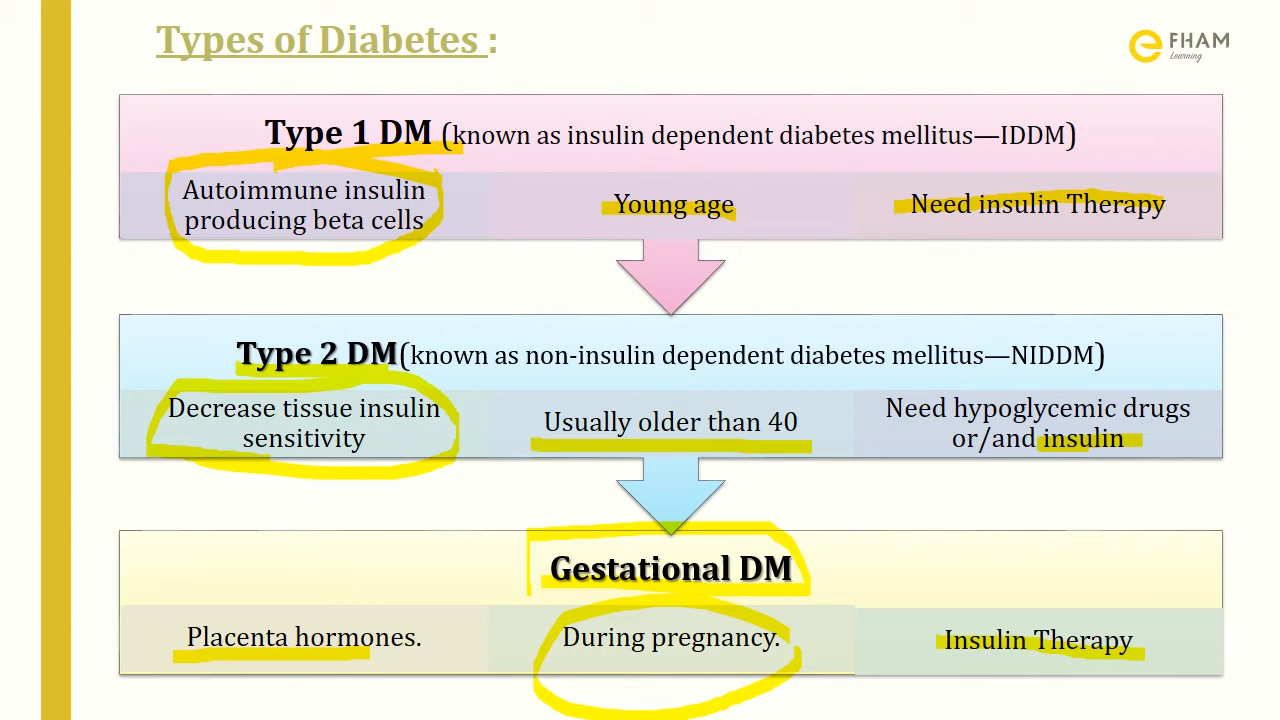 Types of Diabetes :
eFHAM
Learning
Type 1 DM (known as insulin dependent diabetes mellitus—IDDM)
Autoimmune insulin
producing beta cells
Young age
Need insulin Therapy
Type 2 DM(known as non-insulin dependent diabetes mellitus—NIDDM)
Decrease tissue insulin
sensitivity
Usually older than 40
Need hypoglycemic drugs
or/and insulin
Gestational DM
Placenta hormones.
During pregnancy.
Insulin Therapy